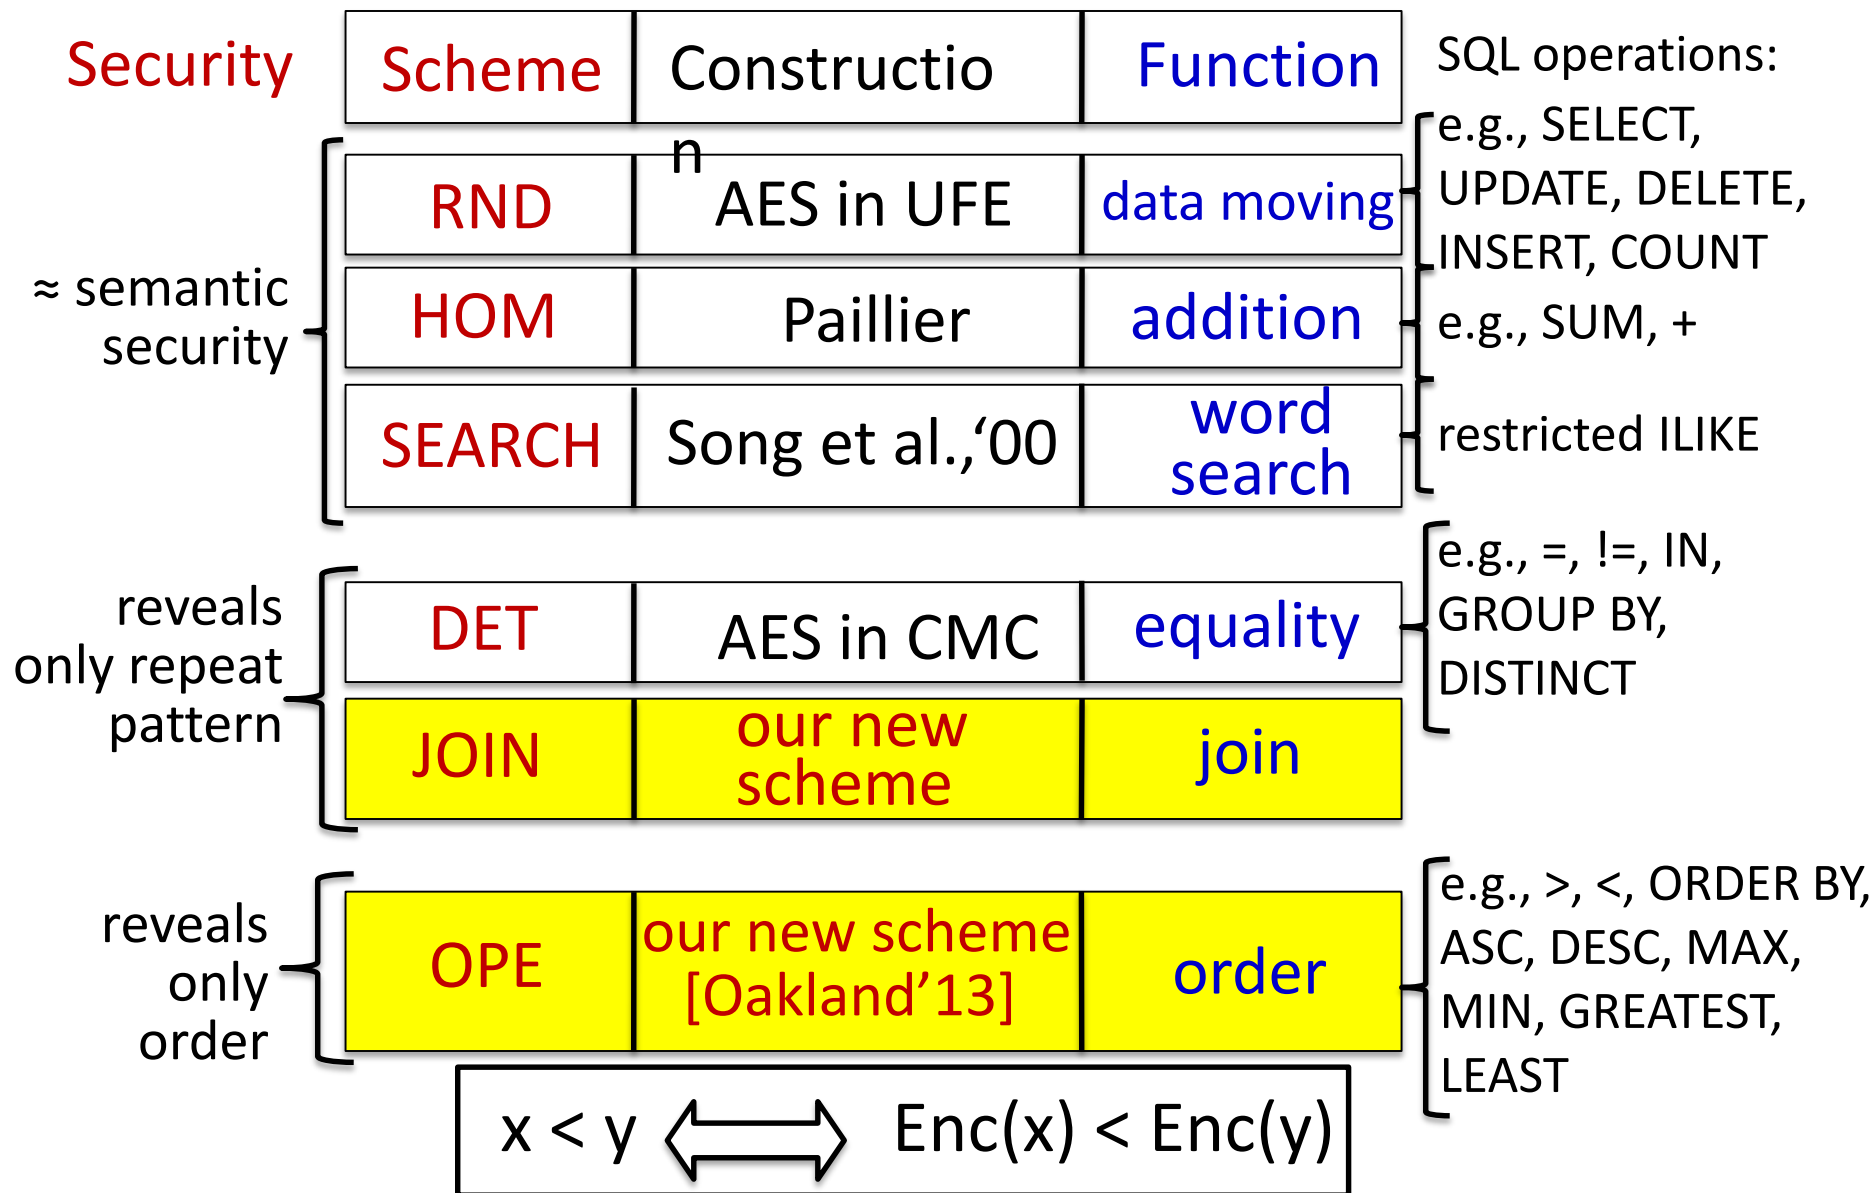 Security
Scheme
Constructio
n
Function
SQL operations:
≈ semantic
security
RND
AES in UFE
data moving
e.g., SELECT,
UPDATE, DELETE,
INSERT, COUNT
HOM
Paillier
addition
e.g., SUM, +
SEARCH
Song et al.,‘00
word
search
restricted ILIKE
reveals
only repeat
pattern
DET
AES in CMC
equality
e.g., =, !=, IN,
GROUP BY,
DISTINCT
JOIN
our new
scheme
join
reveals
only
order
OPE
our new scheme
[Oakland’13]
order
e.g., >, <, ORDER BY,
ASC, DESC, MAX,
MIN, GREATEST,
LEAST
x < y
Enc(x) < Enc(y)